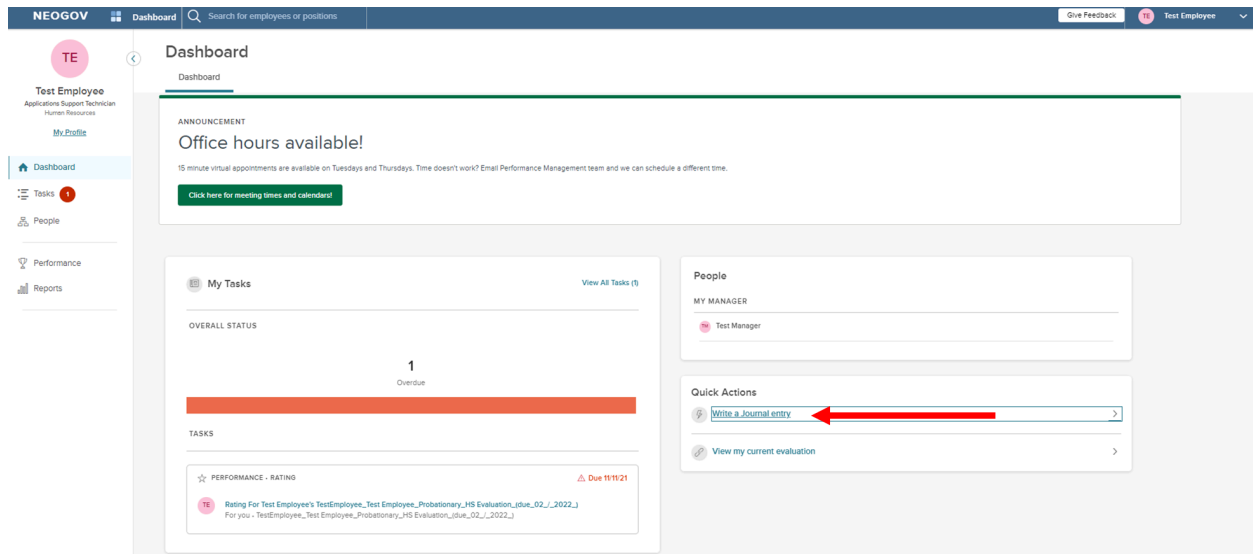 NEOGOV Dashboard Search for employees or positions Give Feedback TE Test Employee
TE
Test Employee
Applications Support Technician
Human Resources
My Profile
Dashboard
Tasks 1
People
Performance
Reports
Dashboard
Dashboard
ANNOUNCEMENT
Office hours available!
15 minute virtual appointments are available on Tuesdays and Thursdays. Time doesn't work? Email Performance Management team and we can schedule a different time.
Click here for meeting times and calendars!
My Tasks View All Tasks (1)
OVERALL STATUS
1
Overdue
TASKS
PERFORMANCE - RATING Due 11/11/21
TE Rating For Test Employee's TestEmployee_Test Employee_Probationary_HS Evaluation_(due_02_/_2022_)
For you - TestEmployee_Test Employee_Probationary_HS Evaluation_(due_02_/_2022_)
People
MY MANAGER
TM Test Manager
Quick Actions
Write a Journal entry
View my current evaluation